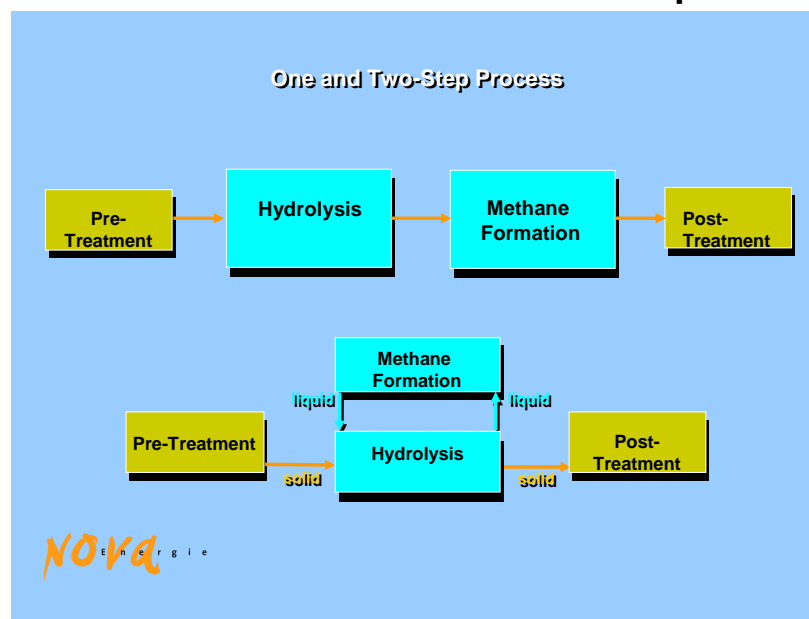 One and Two-Step Process
Pre-
Treatment
Hydrolysis
Methane
Formation
Post-
Treatment
Methane
Formation
liquid
liquid
Pre-Treatment
Hydrolysis
Post-
Treatment
solid
solid
Nova
Energie